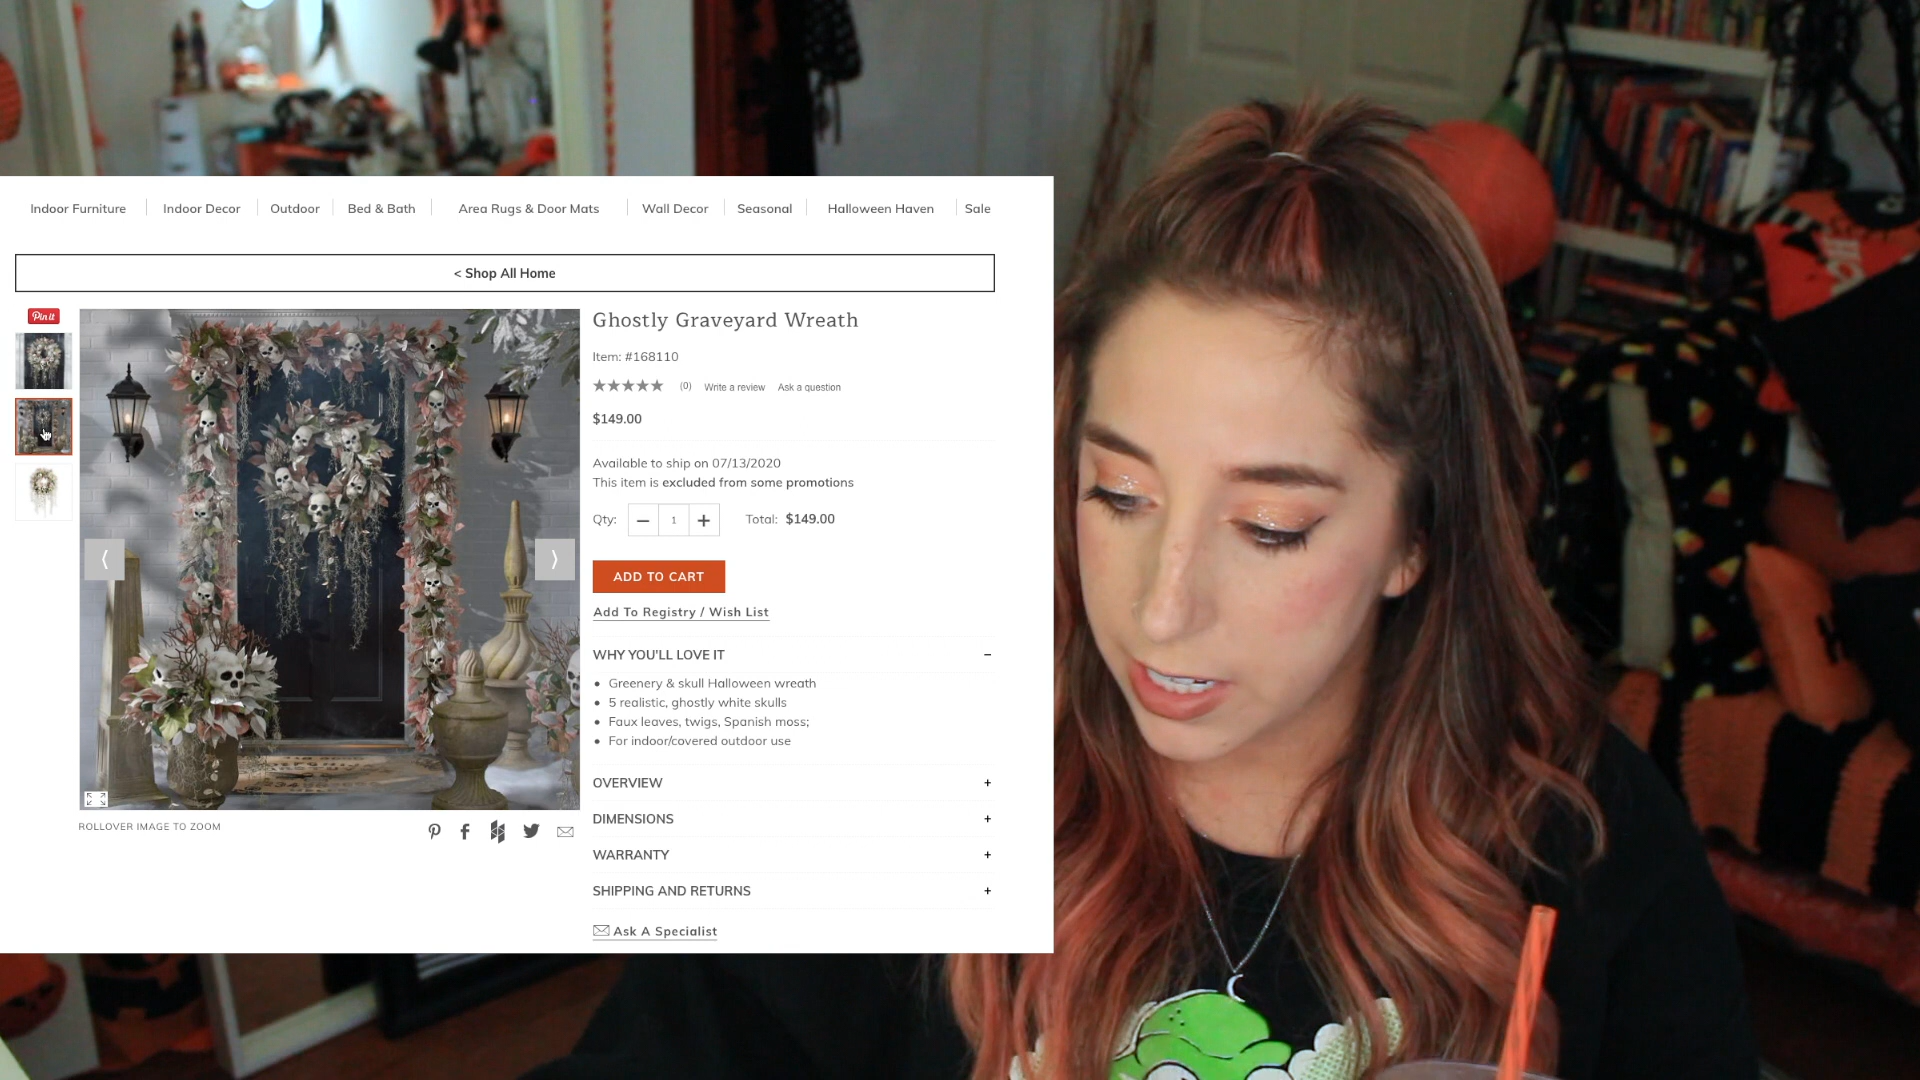 Indoor Furniture
Indoor Decor
Outdoor
Bed & Bath
Area Rugs & Door Mats
Wall Decor
Seasonal
Halloween Haven
Sale
< Shop All Home
Pin it
Ghostly Graveyard Wreath
Item: #168110
(0) Write a review Ask a question
$149.00
Available to ship on 07/13/2020
This item is excluded from some promotions
Qty: − 1 + Total: $149.00
ADD TO CART
Add To Registry / Wish List
WHY YOU'LL LOVE IT −
• Greenery & skull Halloween wreath
• 5 realistic, ghostly white skulls
• Faux leaves, twigs, Spanish moss;
• For indoor/covered outdoor use
OVERVIEW +
DIMENSIONS +
WARRANTY +
SHIPPING AND RETURNS +
Ask A Specialist
ROLLOVER IMAGE TO ZOOM